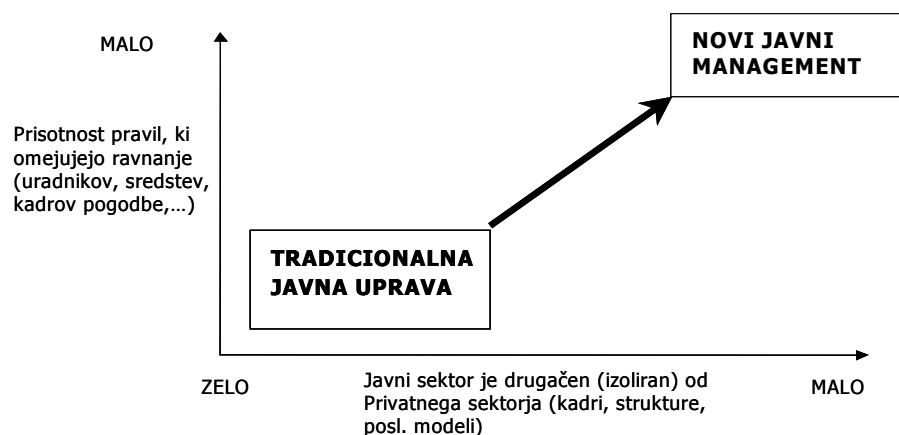 MALO
NOVI JAVNI
MANAGEMENT
Prisotnost pravil, ki
omejujejo ravnanje
(uradnikov, sredstev,
kadrov pogodbe,...)
TRADICIONALNA
JAVNA UPRAVA
ZELO
Javni sektor je drugačen (izoliran) od
Privatnega sektorja (kadri, strukture,
posl. modeli)
MALO